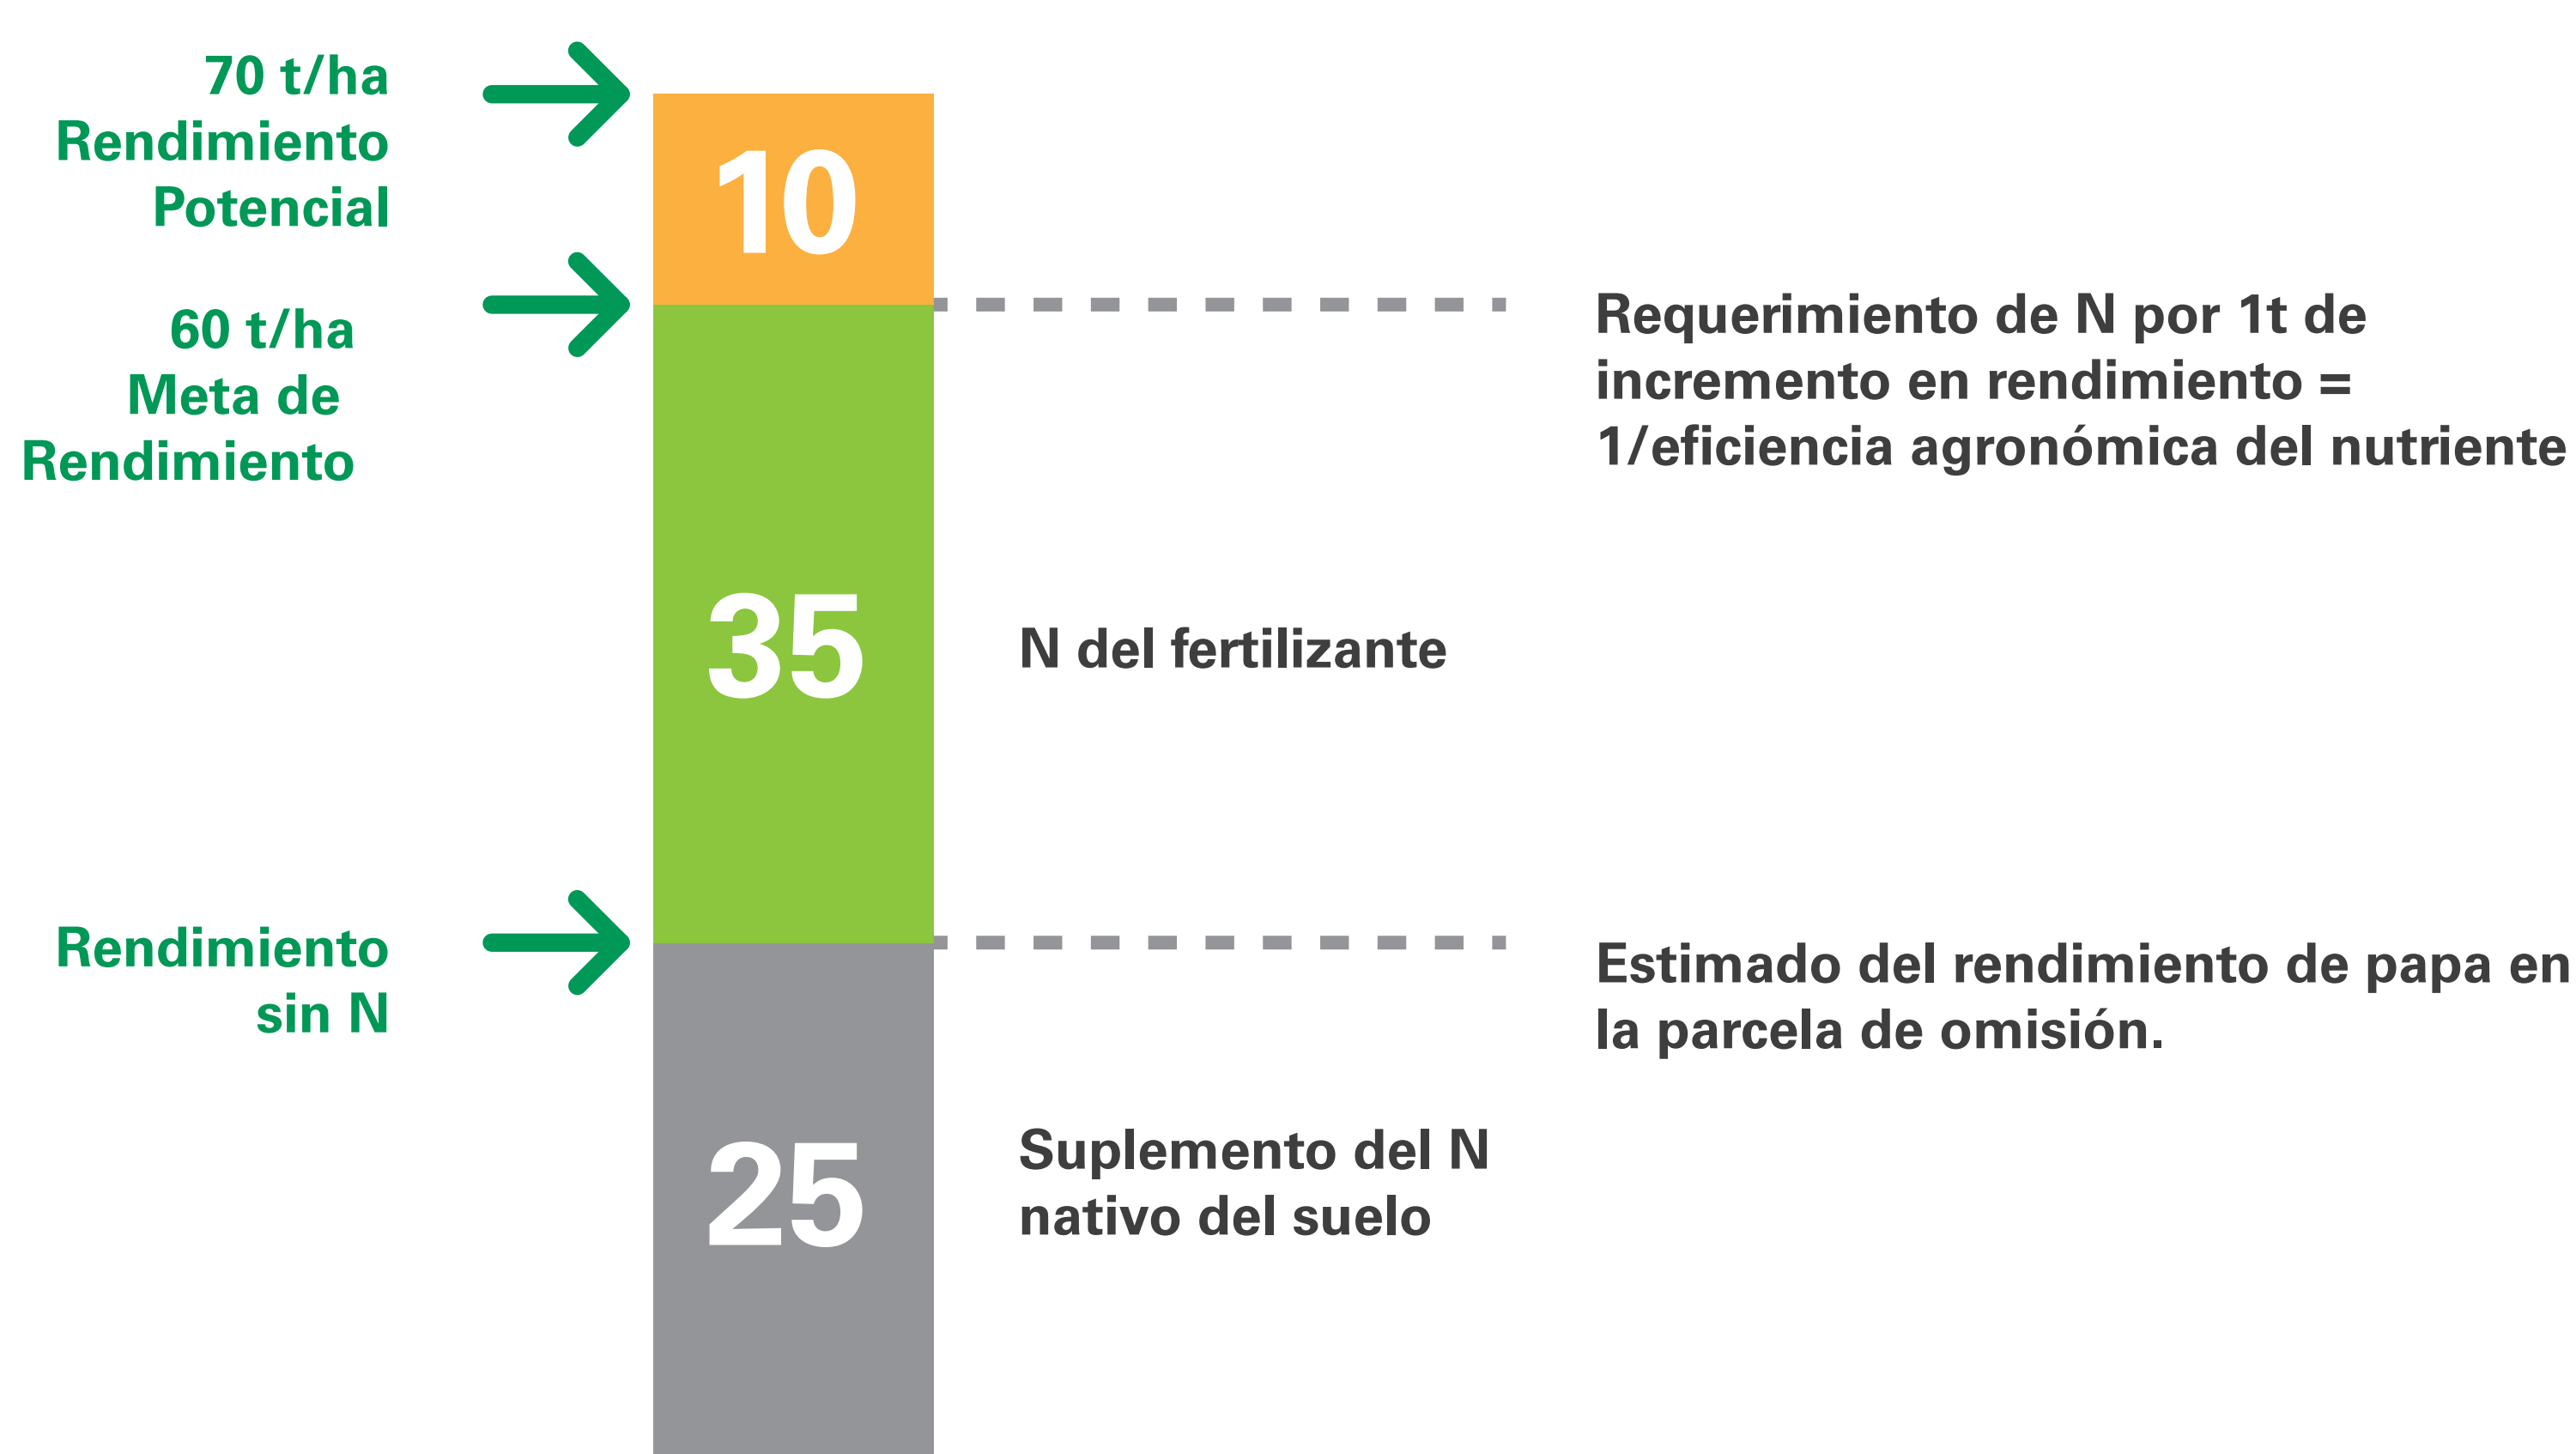 70 t/ha
Rendimiento
Potencial
60 t/ha
Meta de
Rendimiento
Rendimiento
sin N
10
35
25
N del fertilizante
Suplemento del N
nativo del suelo
Requerimiento de N por 1t de
incremento en rendimiento =
1/eficiencia agronómica del nutriente
Estimado del rendimiento de papa en
la parcela de omisión.